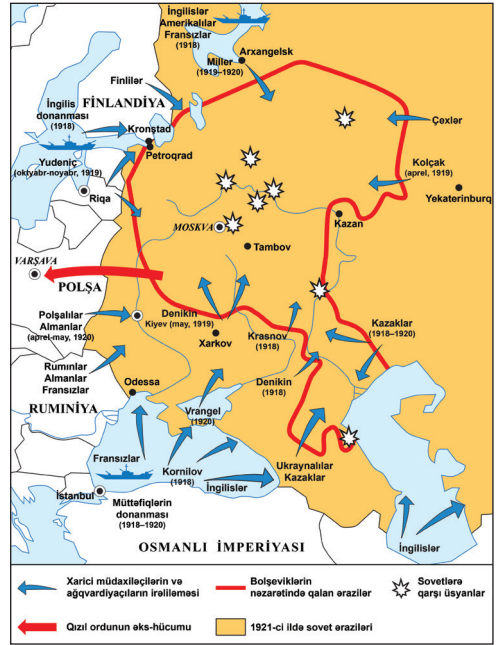 İngilislər
Amerikalılar
Fransızlar
(1918)
Miller
(1919–1920)
Arxangelsk
Finlilər
FİNLANDİYA
İngilis
donanması
(1918)
Kronstad
Petroqrad
Yudeniç
(oktyabr-noyabr, 1919)
Riqa
Çexlər
Kolçak
(aprel, 1919)
Yekaterinburq
Kazan
MOSKVA
Tambov
VARŞAVA
POLŞA
Polşalılar
Almanlar
(aprel-may, 1920)
Denikin
Kiyev (may, 1919)
Xarkov
Krasnov
(1918)
Kazaklar
(1918–1920)
Rumınlar
Almanlar
Fransızlar
Denikin
(1918)
Odessa
RUMINİYA
Vrangel
(1920)
Fransızlar
Kornilov
(1918)
İngilislər
Ukraynalılar
Kazaklar
İstanbul
Müttəfiqlərin
donanması
(1918–1920)
OSMANLI İMPERİYASI
İngilislər
Xarici müdaxiləçilərin və
ağqvardiyaçıların irəliləməsi
Bolşeviklərin
nəzarətində qalan ərazilər
Sovetlərə
qarşı üsyanlar
Qızıl ordunun əks-hücumu
1921-ci ildə sovet əraziləri